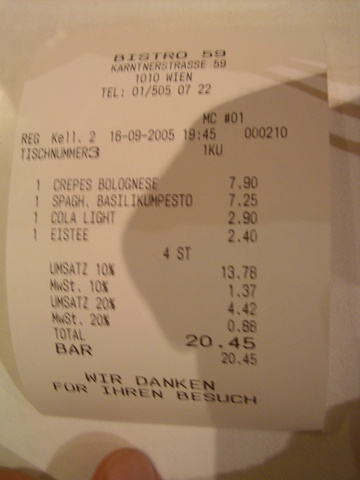 BISTRO 59
KARNTNERSTRASSE 59
1010 WIEN
TEL: 01/505 07 22
MC #01
REG Kell. 2 16-09-2005 19:45 000210
TISCHNUMMER3 1KU
1 CREPES BOLOGNESE 7.90
1 SPAGH. BASILIKUMPESTO 7.25
1 COLA LIGHT 2.90
1 EISTEE 2.40
4 ST
UMSATZ 10% 13.78
MwSt. 10% 1.37
UMSATZ 20% 4.42
MwSt. 20% 0.88
TOTAL 20.45
BAR 20.45
WIR DANKEN
FÜR IHREN BESUCH